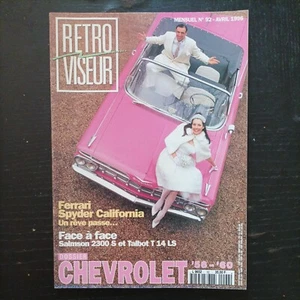 MENSUEL N° 92 - AVRIL 1996
RETRO
VISEUR
Ferrari
Spyder California
Un rêve passe...
Face à face
Salmson 2300 S et Talbot T 14 LS
DOSSIER
CHEVROLET '58 - '60